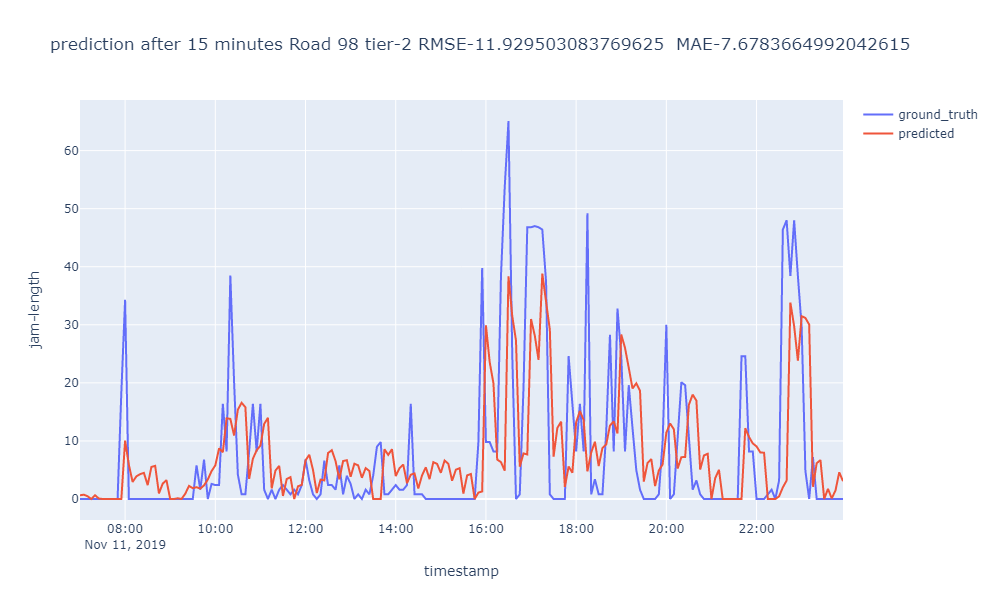 prediction after 15 minutes Road 98 tier-2 RMSE-11.929503083769625  MAE-7.6783664992042615
ground_truth
predicted
60
50
40
30
20
10
0
jam-length
08:00 10:00 12:00 14:00 16:00 18:00 20:00 22:00
Nov 11, 2019
timestamp